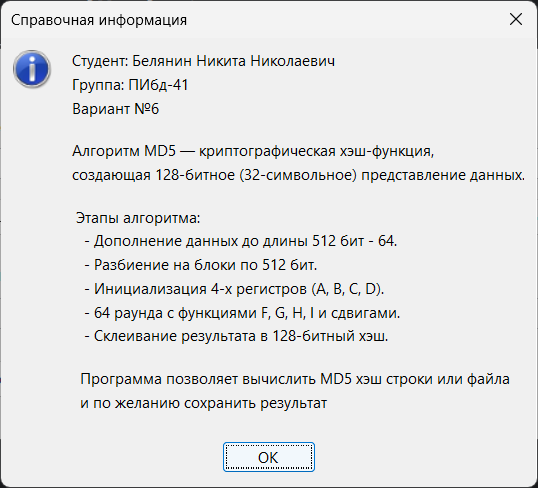 Справочная информация
Студент: Белянин Никита Николаевич
Группа: ПИбд-41
Вариант №6
Алгоритм MD5 — криптографическая хэш-функция,
создающая 128-битное (32-символьное) представление данных.
Этапы алгоритма:
- Дополнение данных до длины 512 бит - 64.
- Разбиение на блоки по 512 бит.
- Инициализация 4-х регистров (A, B, C, D).
- 64 раунда с функциями F, G, H, I и сдвигами.
- Склеивание результата в 128-битный хэш.
Программа позволяет вычислить MD5 хэш строки или файла
и по желанию сохранить результат
OK